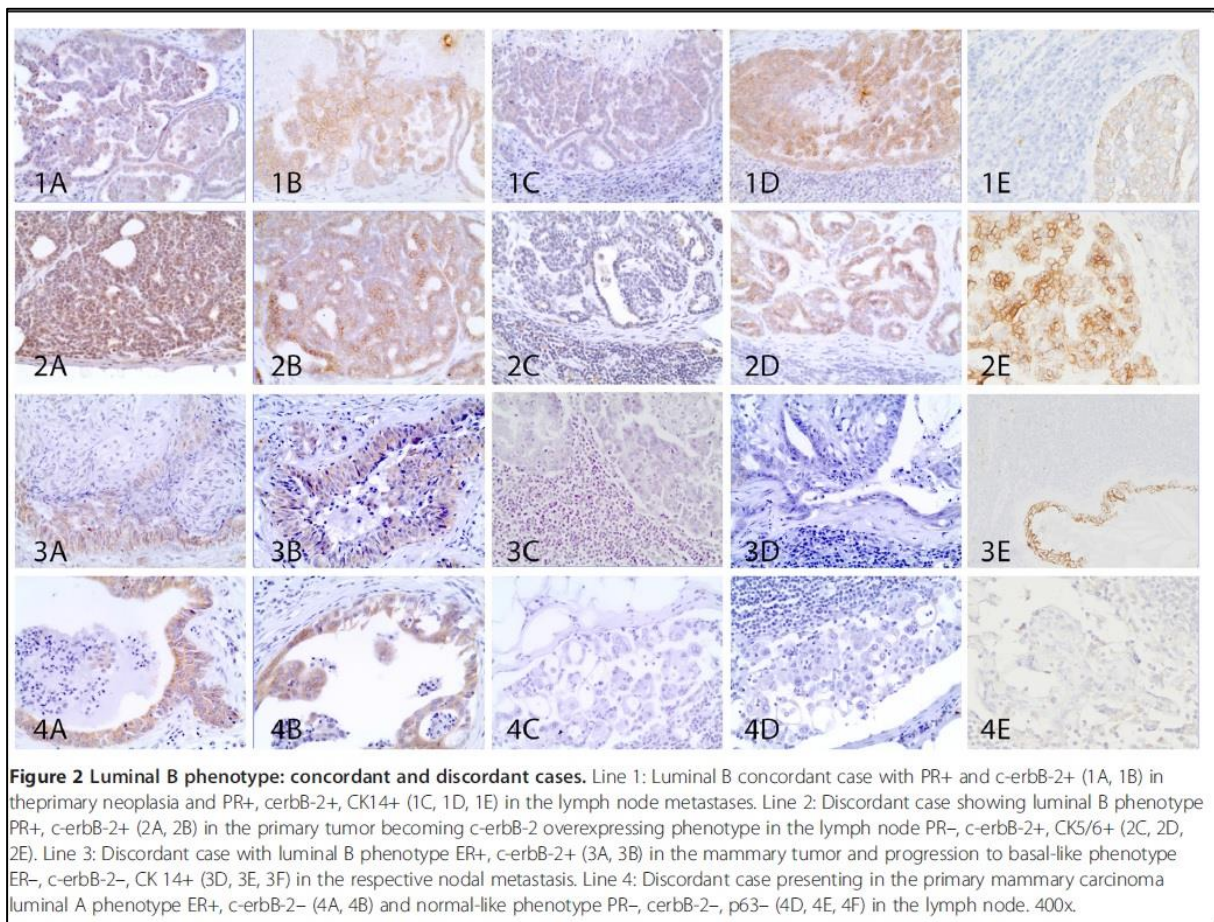 1A 1B 1C 1D 1E
2A 2B 2C 2D 2E
3A 3B 3C 3D 3E
4A 4B 4C 4D 4E
Figure 2 Luminal B phenotype: concordant and discordant cases. Line 1: Luminal B concordant case with PR+ and c-erbB-2+ (1A, 1B) in
theprimary neoplasia and PR+, cerbB-2+, CK14+ (1C, 1D, 1E) in the lymph node metastases. Line 2: Discordant case showing luminal B phenotype
PR+, c-erbB-2+ (2A, 2B) in the primary tumor becoming c-erbB-2 overexpressing phenotype in the lymph node PR−, c-erbB-2+, CK5/6+ (2C, 2D,
2E). Line 3: Discordant case with luminal B phenotype ER+, c-erbB-2+ (3A, 3B) in the mammary tumor and progression to basal-like phenotype
ER−, c-erbB-2−, CK 14+ (3D, 3E, 3F) in the respective nodal metastasis. Line 4: Discordant case presenting in the primary mammary carcinoma
luminal A phenotype ER+, c-erbB-2− (4A, 4B) and normal-like phenotype PR−, cerbB-2−, p63− (4D, 4E, 4F) in the lymph node. 400x.